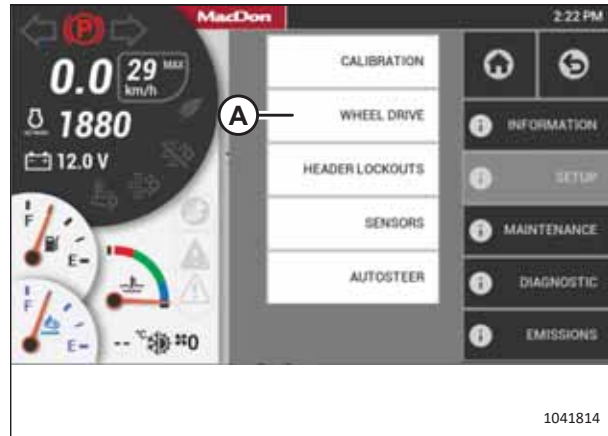 MacDon
2:22 PM
P
0.0
29 MAX
km/h
1880
12.0 V
F
E
F
E
-- °C
0
CALIBRATION
A
WHEEL DRIVE
HEADER LOCKOUTS
SENSORS
AUTOSTEER
INFORMATION
SETUP
MAINTENANCE
DIAGNOSTIC
EMISSIONS
1041814